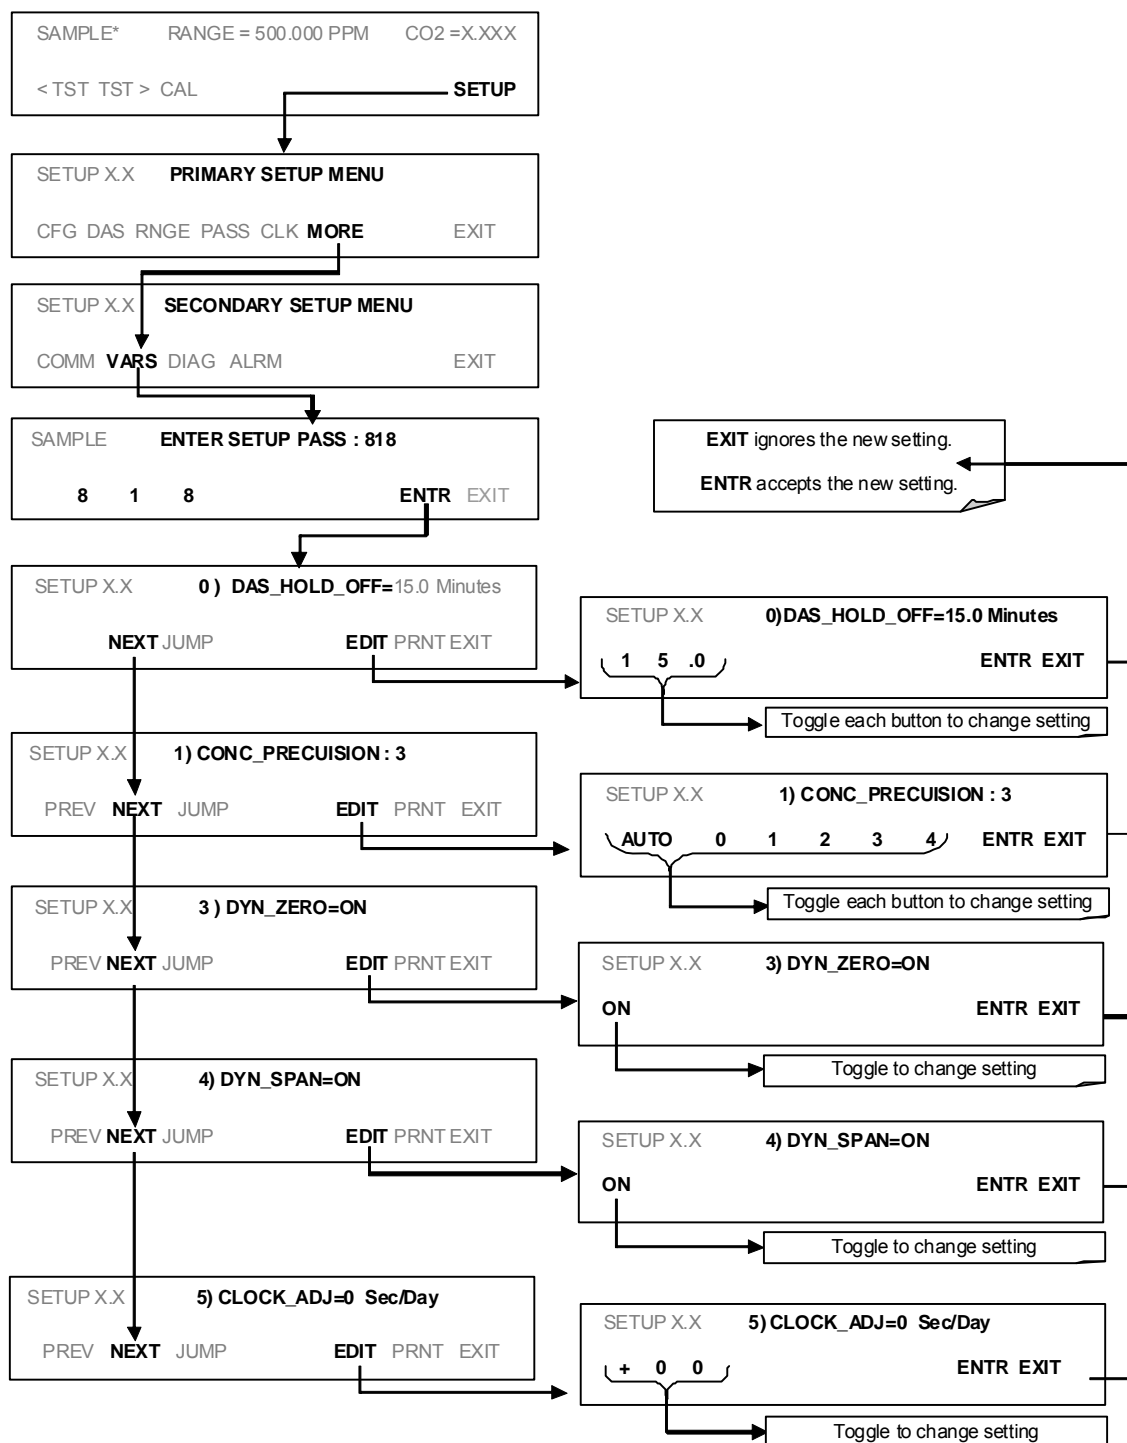 SAMPLE* RANGE = 500.000 PPM CO2 =X.XXX
< TST TST > CAL SETUP
SETUP X.X PRIMARY SETUP MENU
CFG DAS RNGE PASS CLK MORE EXIT
SETUP X.X SECONDARY SETUP MENU
COMM VARS DIAG ALRM EXIT
SAMPLE ENTER SETUP PASS : 818
8 1 8 ENTR EXIT
EXIT ignores the new setting.
ENTR accepts the new setting.
SETUP X.X 0 ) DAS_HOLD_OFF=15.0 Minutes
NEXT JUMP EDIT PRNT EXIT
SETUP X.X 0)DAS_HOLD_OFF=15.0 Minutes
1 5 .0 ENTR EXIT
Toggle each button to change setting
SETUP X.X 1) CONC_PRECUISION : 3
PREV NEXT JUMP EDIT PRNT EXIT
SETUP X.X 1) CONC_PRECUISION : 3
AUTO 0 1 2 3 4 ENTR EXIT
Toggle each button to change setting
SETUP X.X 3 ) DYN_ZERO=ON
PREV NEXT JUMP EDIT PRNT EXIT
SETUP X.X 3) DYN_ZERO=ON
ON ENTR EXIT
Toggle to change setting
SETUP X.X 4) DYN_SPAN=ON
PREV NEXT JUMP EDIT PRNT EXIT
SETUP X.X 4) DYN_SPAN=ON
ON ENTR EXIT
Toggle to change setting
SETUP X.X 5) CLOCK_ADJ=0 Sec/Day
PREV NEXT JUMP EDIT PRNT EXIT
SETUP X.X 5) CLOCK_ADJ=0 Sec/Day
+ 0 0 ENTR EXIT
Toggle to change setting